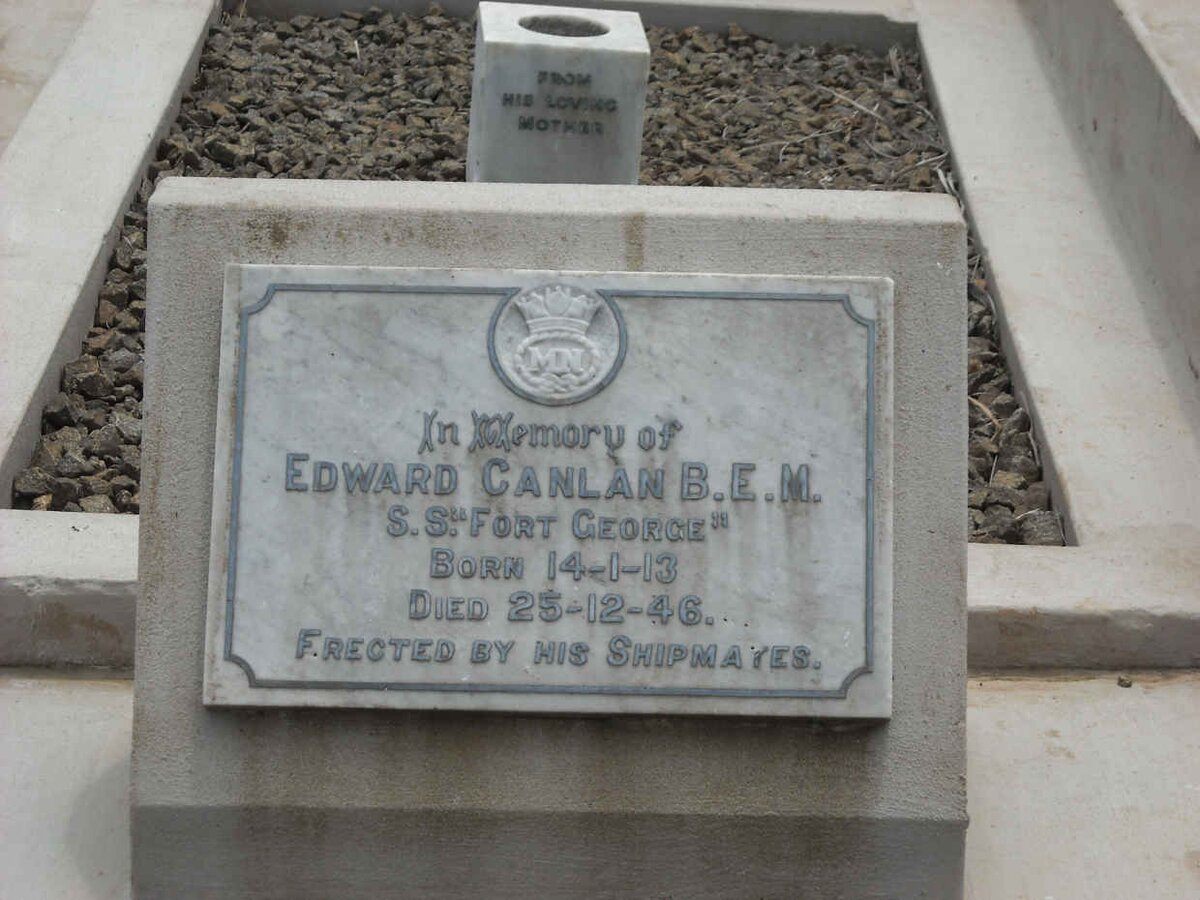 FROM
HIS LOVING
MOTHER
MN
In Memory of
EDWARD CANLAN B.E.M.
S.S. "FORT GEORGE"
BORN 14-1-13
DIED 25-12-46.
ERECTED BY HIS SHIPMATES.